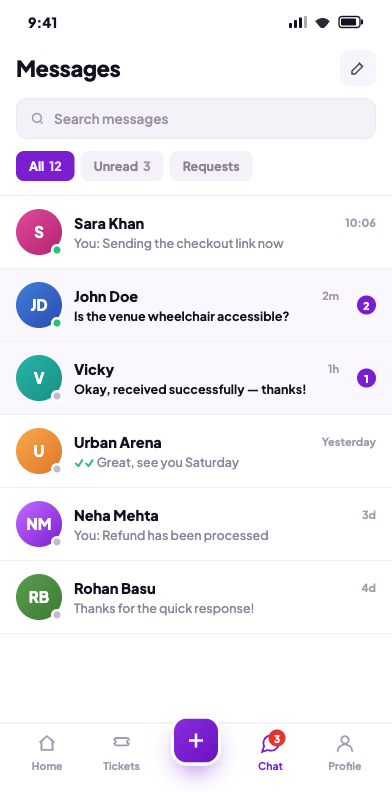 9:41
Messages
Search messages
All 12 Unread 3 Requests
S Sara Khan 10:06
You: Sending the checkout link now
JD John Doe 2m
Is the venue wheelchair accessible? 2
V Vicky 1h
Okay, received successfully — thanks! 1
U Urban Arena Yesterday
Great, see you Saturday
NM Neha Mehta 3d
You: Refund has been processed
RB Rohan Basu 4d
Thanks for the quick response!
3
Home Tickets Chat Profile